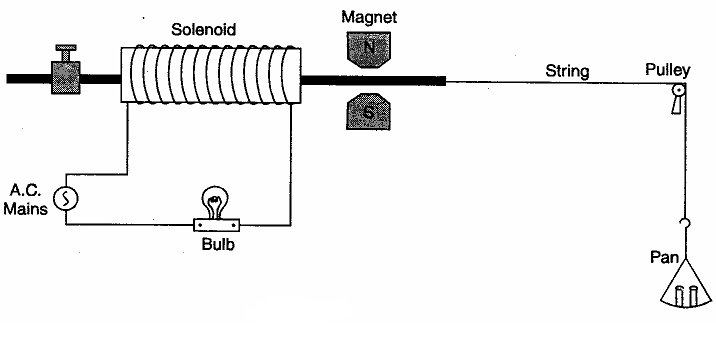 Magnet
Solenoid
N
String
Pulley
S
A.C.
Mains
Bulb
Pan